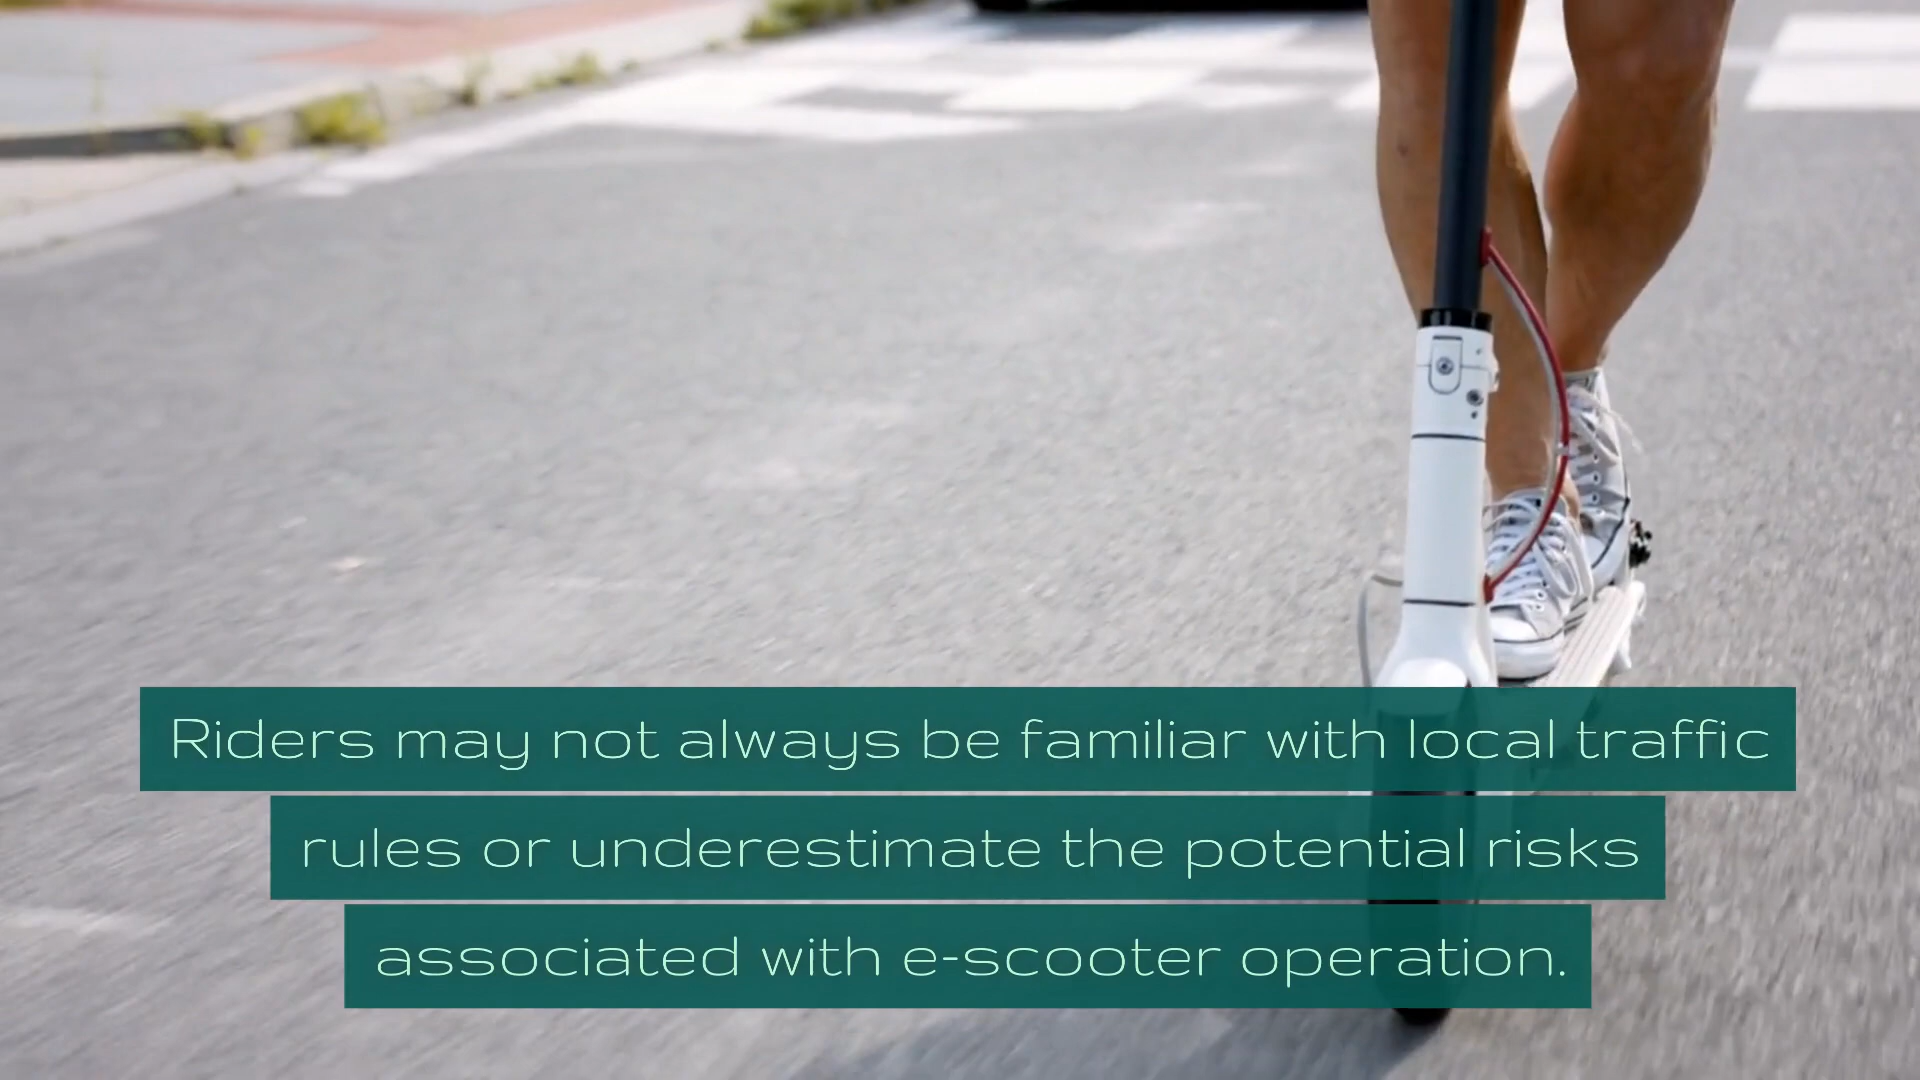 Riders may not always be familiar with local traffic
rules or underestimate the potential risks
associated with e-scooter operation.